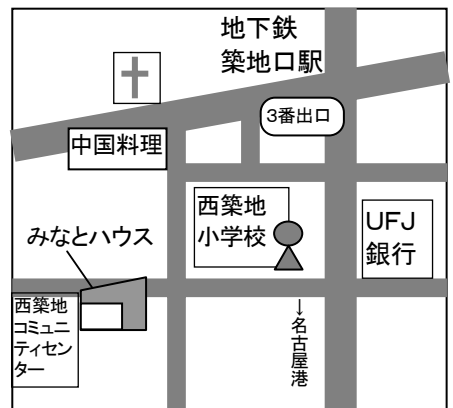 地下鉄
築地口駅
3番出口
中国料理
西築地
小学校
UFJ
銀行
みなとハウス
西築地
コミュニ
ティセン
ター
↓名古屋港